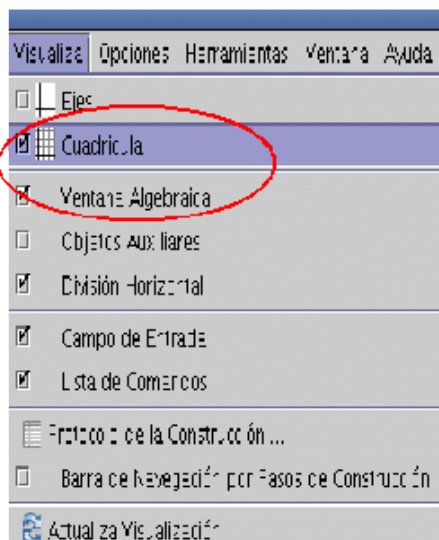 Visualiza Opciones Herramientas Ventana Ayuda
Ejes
Cuadrícula
Ventana Algebraica
Objetos Auxiliares
División Horizontal
Campo de Entrada
Lista de Comandos
Protocolo de la Construcción ...
Barra de Navegación por Pasos de Construcción
Actualiza Visualización